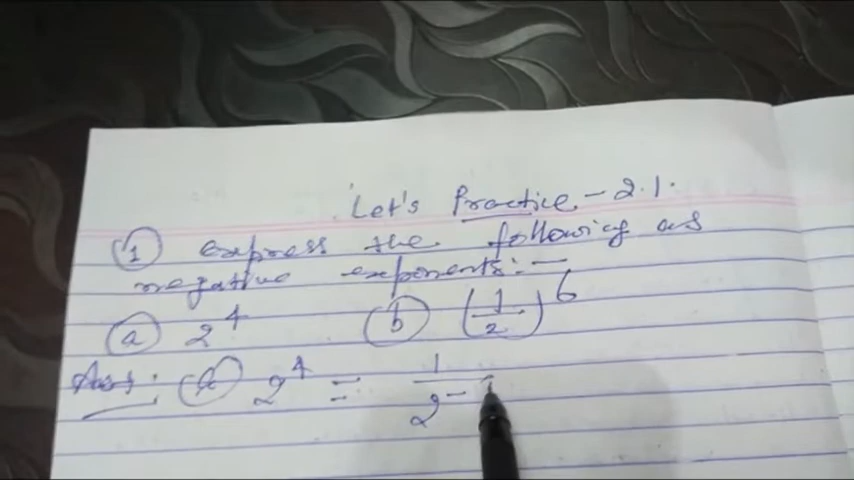 Let's Practice - 2.1.
① express the following as
negative exponents:-
ⓐ 2⁴ ⓑ (1/2)⁶
Ans: ⓐ 2⁴ = 1/2⁻